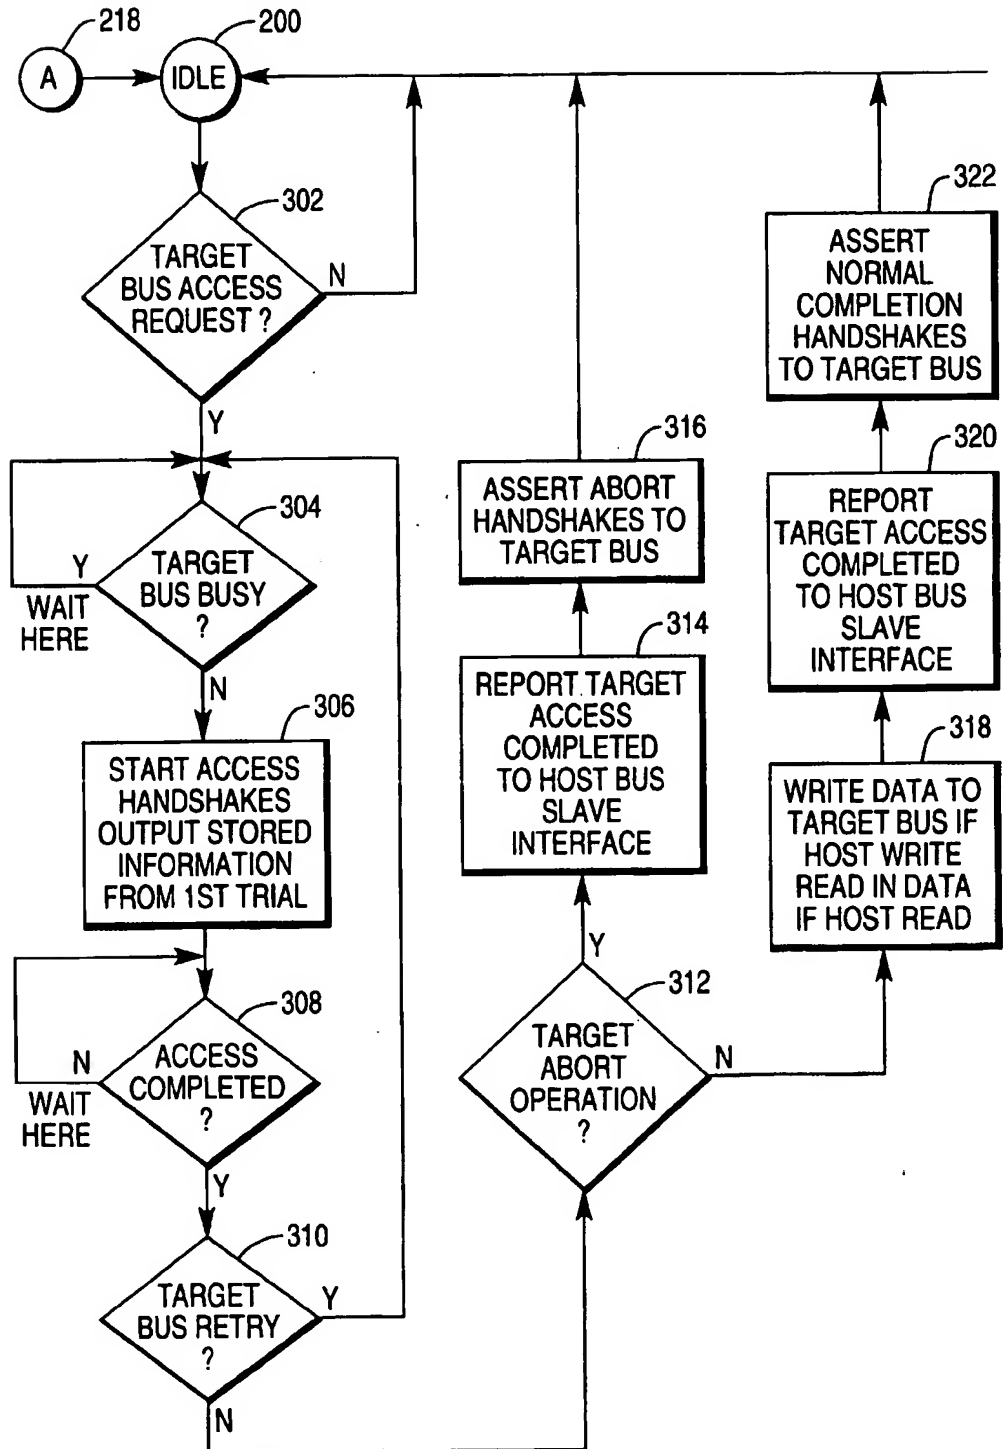 218
200
A
IDLE
302
TARGET
BUS ACCESS
REQUEST ?
N
Y
304
TARGET
BUS BUSY
?
Y
WAIT
HERE
N
306
START ACCESS
HANDSHAKES
OUTPUT STORED
INFORMATION
FROM 1ST TRIAL
308
ACCESS
COMPLETED
?
N
WAIT
HERE
Y
310
TARGET
BUS RETRY
?
Y
N
312
TARGET
ABORT
OPERATION
?
Y
N
314
REPORT TARGET
ACCESS
COMPLETED
TO HOST BUS
SLAVE
INTERFACE
316
ASSERT ABORT
HANDSHAKES TO
TARGET BUS
318
WRITE DATA TO
TARGET BUS IF
HOST WRITE
READ IN DATA
IF HOST READ
320
REPORT
TARGET ACCESS
COMPLETED
TO HOST BUS
SLAVE
INTERFACE
322
ASSERT
NORMAL
COMPLETION
HANDSHAKES
TO TARGET BUS